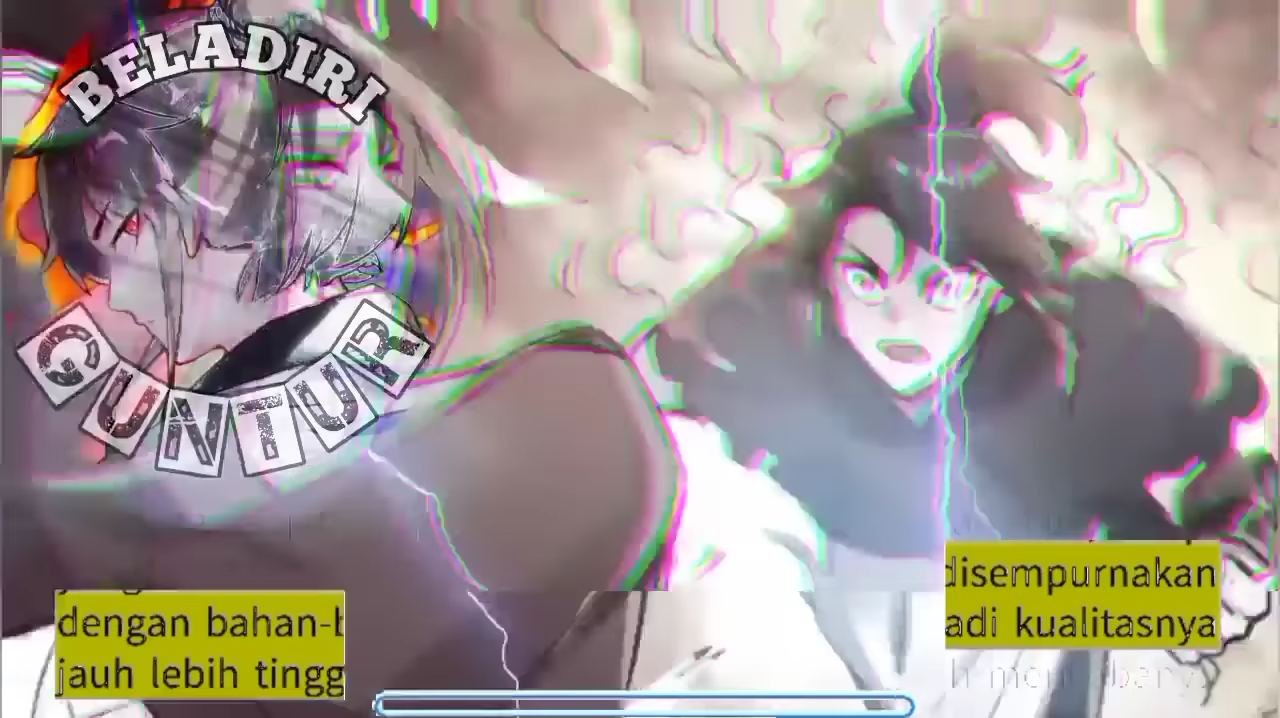 BELADIRI
GUNTUR
disempurnakan
adi kualitasnya
dengan bahan-b
jauh lebih tingg